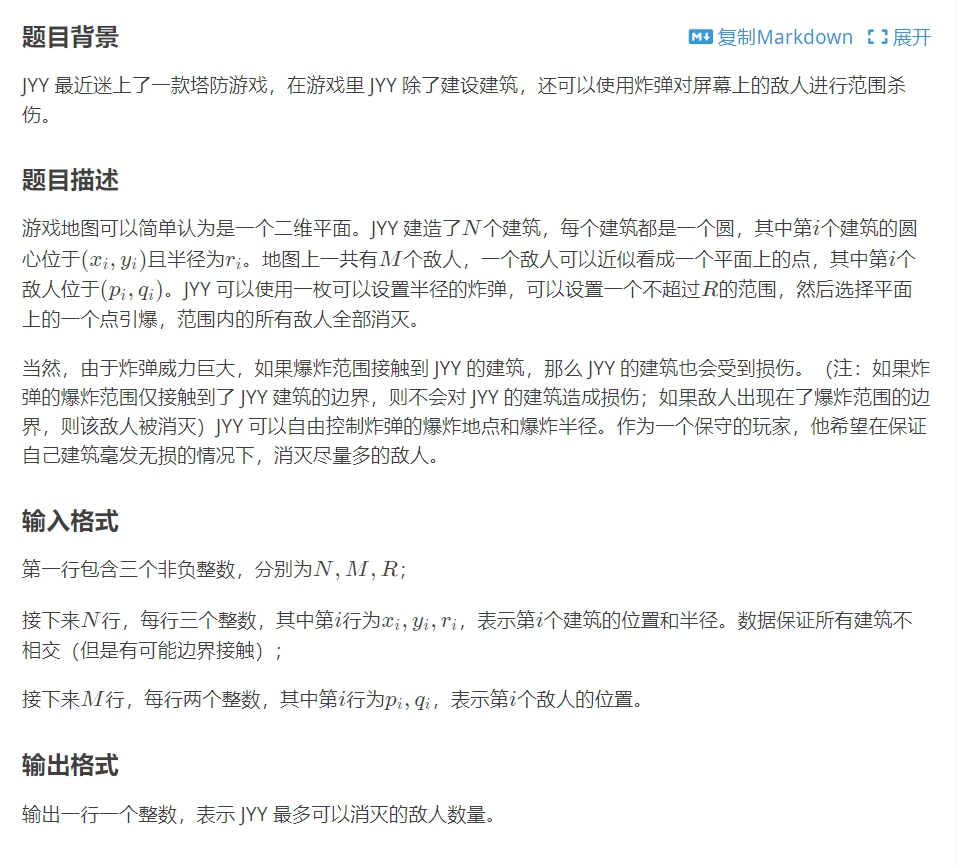 题目背景
复制Markdown 展开
JYY 最近迷上了一款塔防游戏，在游戏里 JYY 除了建设建筑，还可以使用炸弹对屏幕上的敌人进行范围杀
伤。
题目描述
游戏地图可以简单认为是一个二维平面。JYY 建造了N个建筑，每个建筑都是一个圆，其中第i个建筑的圆
心位于(x_i, y_i)且半径为r_i。地图上一共有M个敌人，一个敌人可以近似看成一个平面上的点，其中第i个
敌人位于(p_i, q_i)。JYY 可以使用一枚可以设置半径的炸弹，可以设置一个不超过R的范围，然后选择平面
上的一个点引爆，范围内的所有敌人全部消灭。
当然，由于炸弹威力巨大，如果爆炸范围接触到 JYY 的建筑，那么 JYY 的建筑也会受到损伤。（注：如果炸
弹的爆炸范围仅接触到了 JYY 建筑的边界，则不会对 JYY 的建筑造成损伤；如果敌人出现在了爆炸范围的边
界，则该敌人被消灭）JYY 可以自由控制炸弹的爆炸地点和爆炸半径。作为一个保守的玩家，他希望在保证
自己建筑毫发无损的情况下，消灭尽量多的敌人。
输入格式
第一行包含三个非负整数，分别为N, M, R;
接下来N行，每行三个整数，其中第i行为x_i, y_i, r_i，表示第i个建筑的位置和半径。数据保证所有建筑不
相交（但是有可能边界接触）;
接下来M行，每行两个整数，其中第i行为p_i, q_i，表示第i个敌人的位置。
输出格式
输出一行一个整数，表示 JYY 最多可以消灭的敌人数量。